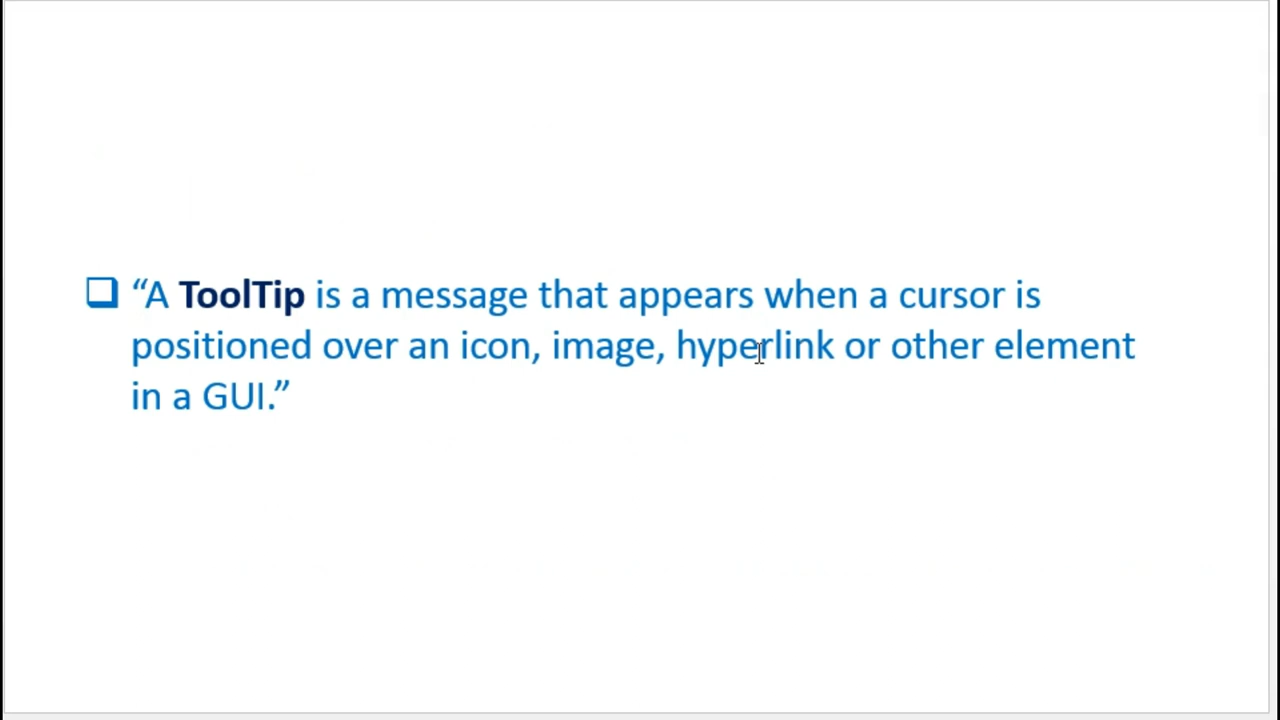 “A ToolTip is a message that appears when a cursor is
positioned over an icon, image, hyperlink or other element
in a GUI.”